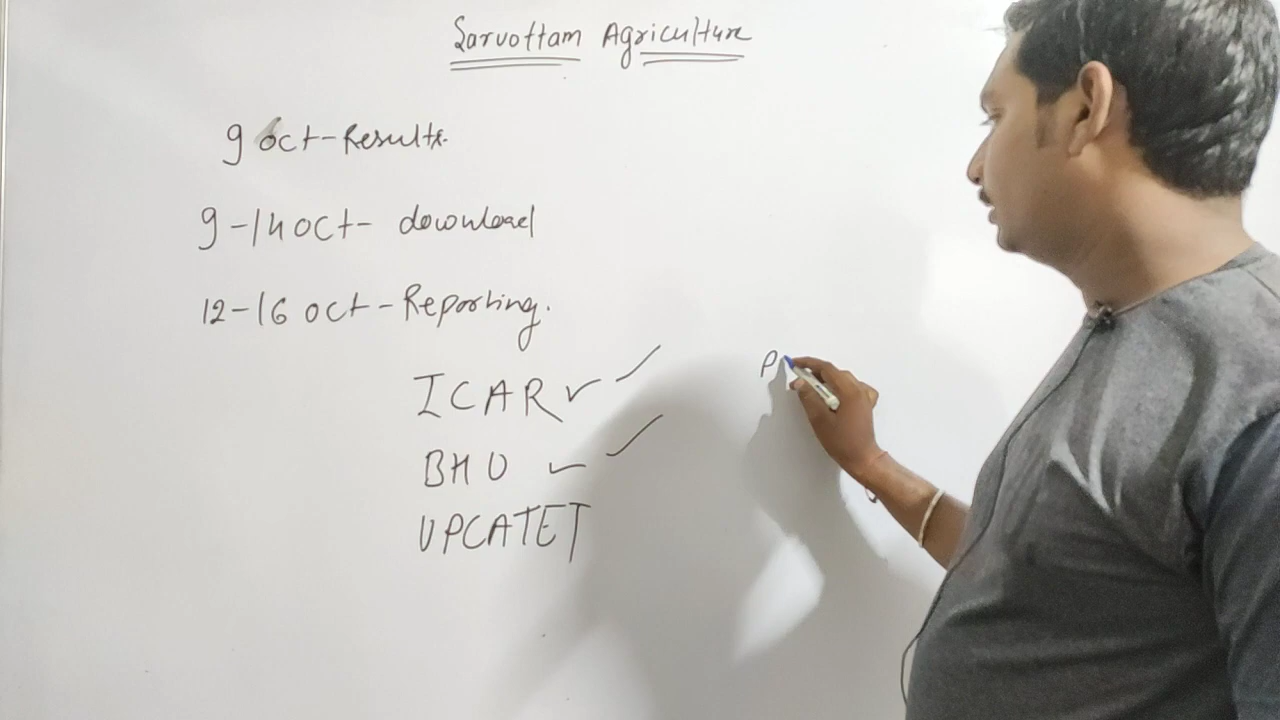 Sarvottam Agriculture
9 Oct-Results.
9-14 oct- download
12-16 oct-Reporting.
ICAR ✓
BHU ✓
UPCATET
P